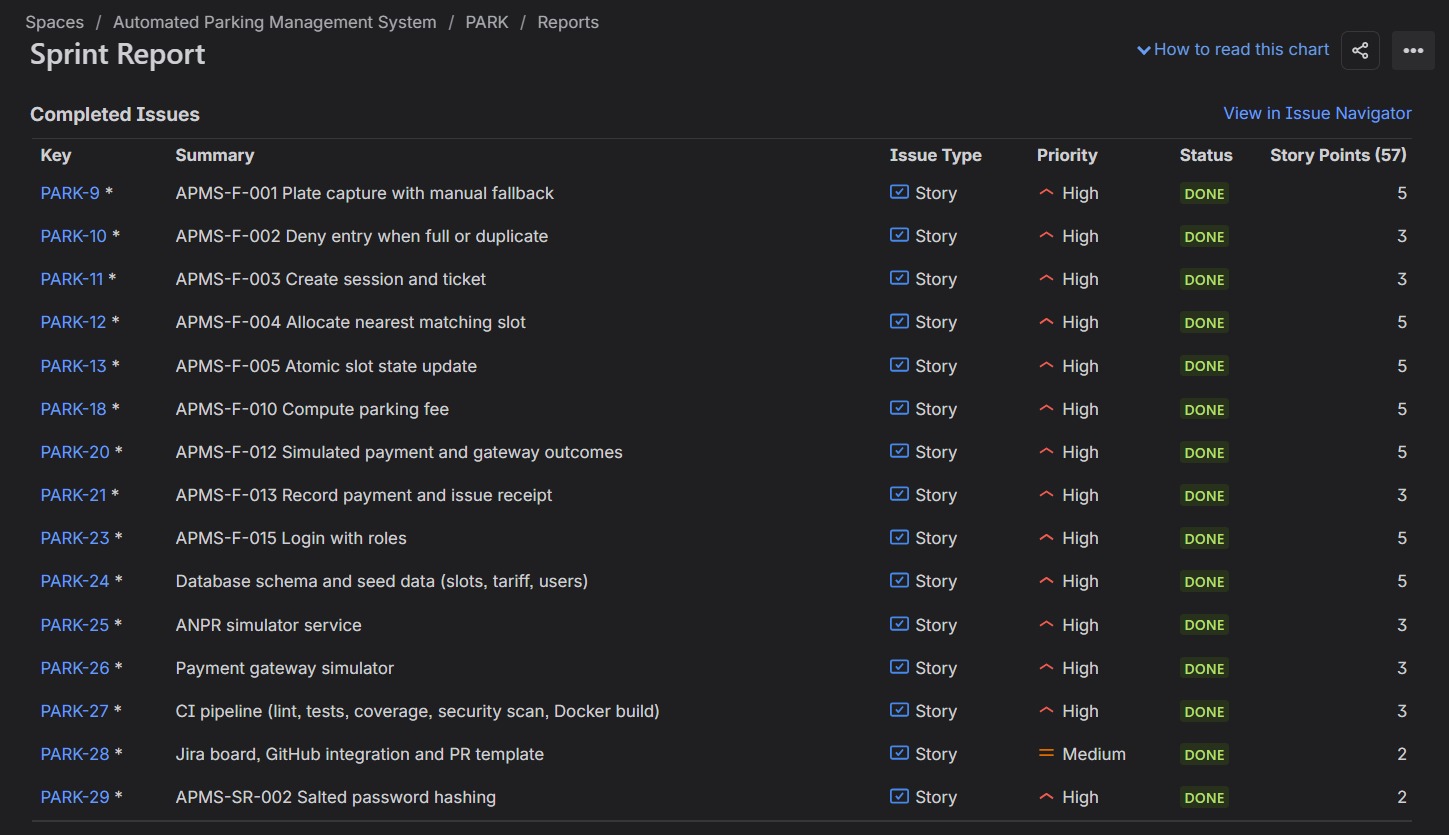 Spaces / Automated Parking Management System / PARK / Reports
Sprint Report
How to read this chart
Completed Issues
View in Issue Navigator
Key Summary Issue Type Priority Status Story Points (57)
PARK-9 * APMS-F-001 Plate capture with manual fallback Story High DONE 5
PARK-10 * APMS-F-002 Deny entry when full or duplicate Story High DONE 3
PARK-11 * APMS-F-003 Create session and ticket Story High DONE 3
PARK-12 * APMS-F-004 Allocate nearest matching slot Story High DONE 5
PARK-13 * APMS-F-005 Atomic slot state update Story High DONE 5
PARK-18 * APMS-F-010 Compute parking fee Story High DONE 5
PARK-20 * APMS-F-012 Simulated payment and gateway outcomes Story High DONE 5
PARK-21 * APMS-F-013 Record payment and issue receipt Story High DONE 3
PARK-23 * APMS-F-015 Login with roles Story High DONE 5
PARK-24 * Database schema and seed data (slots, tariff, users) Story High DONE 5
PARK-25 * ANPR simulator service Story High DONE 3
PARK-26 * Payment gateway simulator Story High DONE 3
PARK-27 * CI pipeline (lint, tests, coverage, security scan, Docker build) Story High DONE 3
PARK-28 * Jira board, GitHub integration and PR template Story Medium DONE 2
PARK-29 * APMS-SR-002 Salted password hashing Story High DONE 2